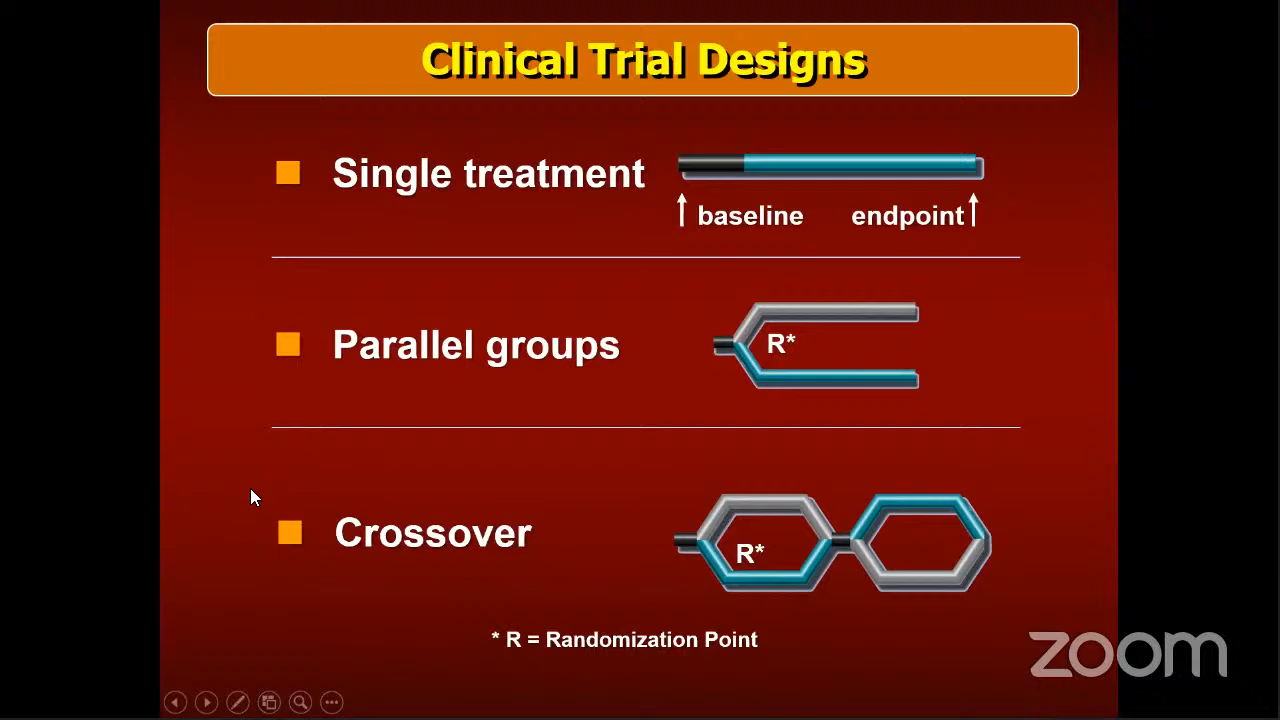 Clinical Trial Designs
Single treatment
baseline endpoint
Parallel groups
R*
Crossover
R*
* R = Randomization Point
zoom